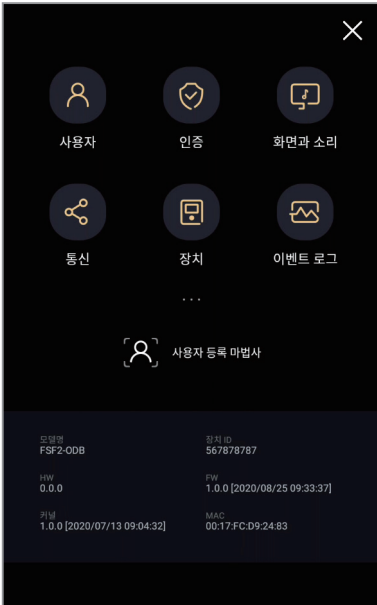 사용자 인증 화면과 소리
통신 장치 이벤트 로그
...
사용자 등록 마법사
모델명 장치 ID
FSF2-ODB 567878787
HW FW
0.0.0 1.0.0 [2020/08/25 09:33:37]
커널 MAC
1.0.0 [2020/07/13 09:04:32] 00:17:FC:D9:24:83